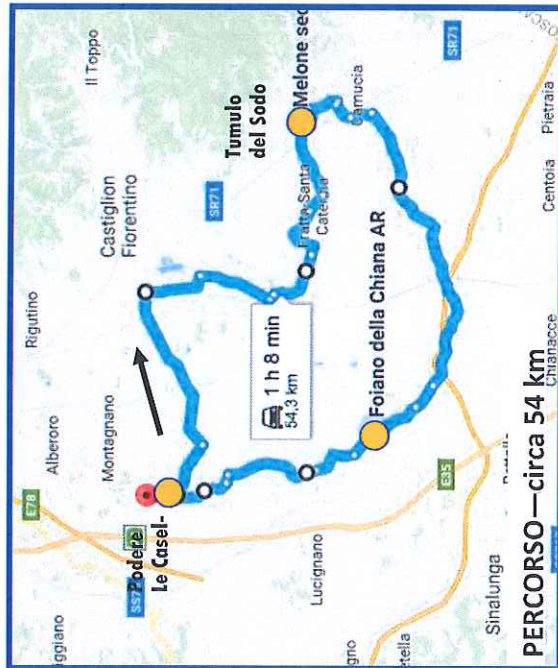 Il Toppo
Rigutino
Alberoro
E78
Montagnano
Castiglion
Fiorentino
SR71
Tumulo
del Sodo
Melone sec
Camucia
SR71
Fratta-Santa
Caterina
1 h 8 min
54,3 km
Podere
Le Casel-
Foiano della Chiana AR
Lucignano
E35
Sinalunga
Centoia
Pietraia
Chianacce
PERCORSO—circa 54 km